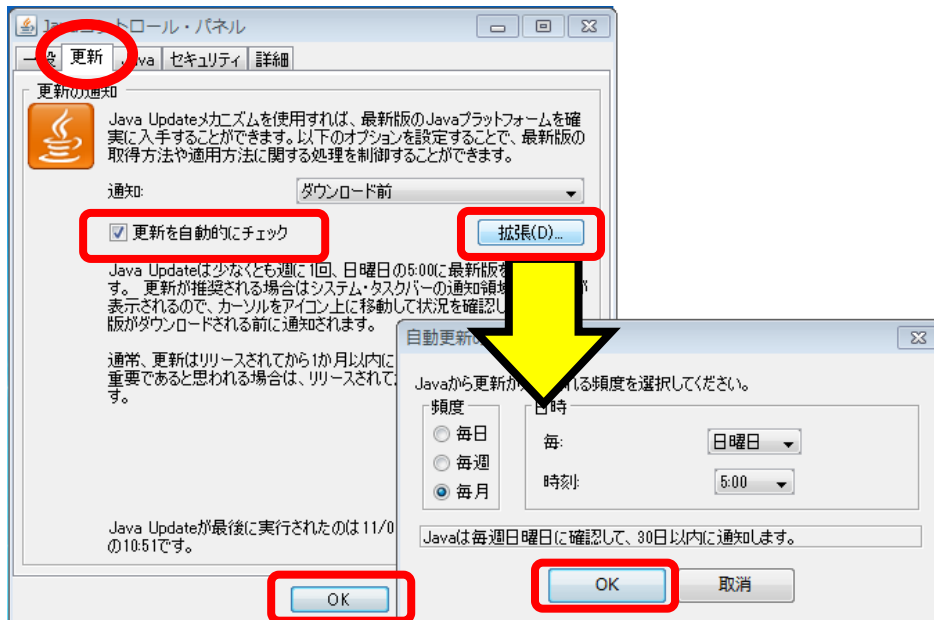 Javaコントロール・パネル
一般 更新 Java セキュリティ 詳細
更新の通知
Java Updateメカニズムを使用すれば、最新版のJavaプラットフォームを確
実に入手することができます。以下のオプションを設定することで、最新版の
取得方法や適用方法に関する処理を制御することができます。
通知: ダウンロード前
更新を自動的にチェック 拡張(D)...
Java Updateは少なくとも週に1回、日曜日の5:00に最新版を
す。 更新が推奨される場合はシステム・タスクバーの通知領域
表示されるので、カーソルをアイコン上に移動して状況を確認し
版がダウンロードされる前に通知されます。
通常、更新はリリースされてから1か月以内に
重要であると思われる場合は、リリースされて
す。
Java Updateが最後に実行されたのは11/0
の10:51です。
OK
自動更新の
Javaから更新が れる頻度を選択してください。
頻度
毎日
毎週
毎月
日時
毎: 日曜日
時刻: 5:00
Javaは毎週日曜日に確認して、30日以内に通知します。
OK 取消